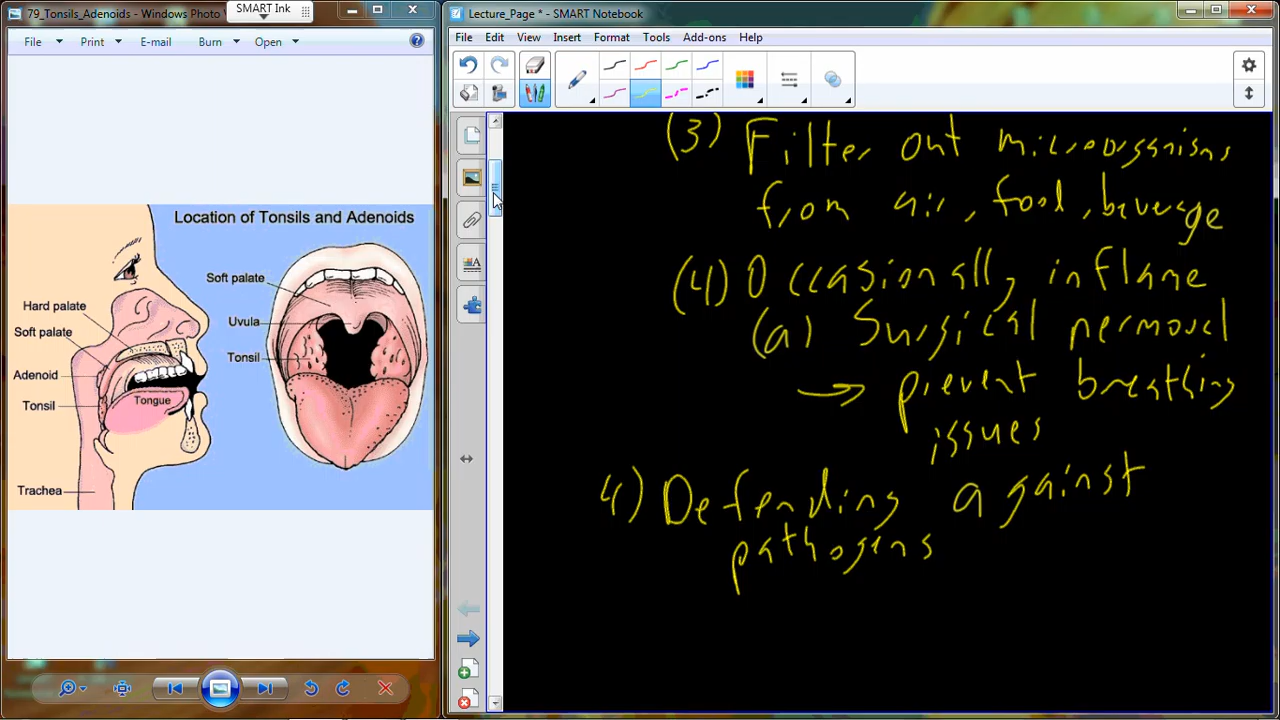 79_Tonsils_Adenoids - Windows Photo
SMART Ink
File Print E-mail Burn Open
Location of Tonsils and Adenoids
Soft palate
Hard palate
Uvula
Soft palate
Tonsil
Adenoid
Tongue
Tonsil
Trachea
Lecture_Page * - SMART Notebook
File Edit View Insert Format Tools Add-ons Help
(3) Filter out microorganisms
from air, food, beverage
(4) Occasionally inflame
(a) Surgical removal
→ prevent breathing
issues
4) Defending against
pathogens